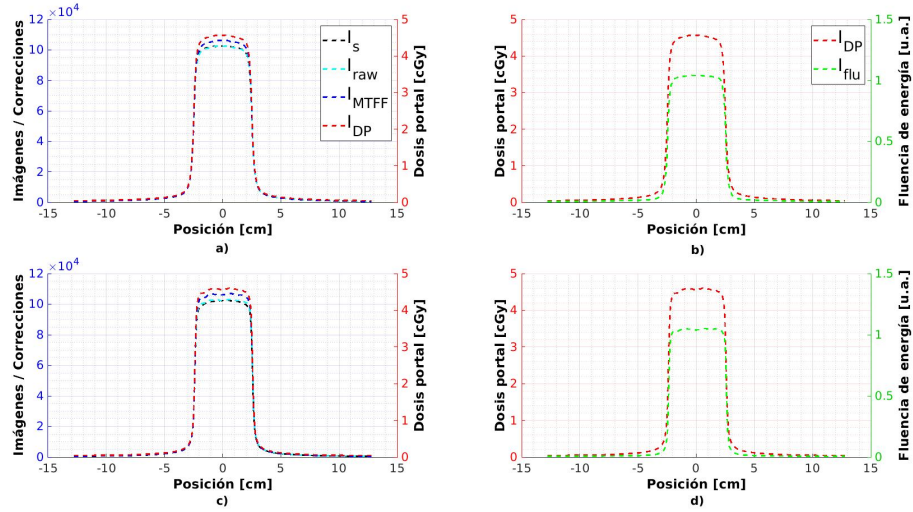 ×10⁴
12
10
8
6
4
2
0
Imágenes / Correcciones
5
4
3
2
1
0
Dosis portal [cGy]
I_s
I_raw
I_MTFF
I_DP
-15 -10 -5 0 5 10 15
Posición [cm]
a)
5
4
3
2
1
0
Dosis portal [cGy]
1.5
1
0.5
0
Fluencia de energía [u.a.]
I_DP
I_flu
-15 -10 -5 0 5 10 15
Posición [cm]
b)
12 ×10⁴
10
8
6
4
2
0
Imágenes / Correcciones
5
4
3
2
1
0
Dosis portal [cGy]
-15 -10 -5 0 5 10 15
Posición [cm]
c)
5
4
3
2
1
0
Dosis portal [cGy]
1.5
1
0.5
0
Fluencia de energía [u.a.]
-15 -10 -5 0 5 10 15
Posición [cm]
d)